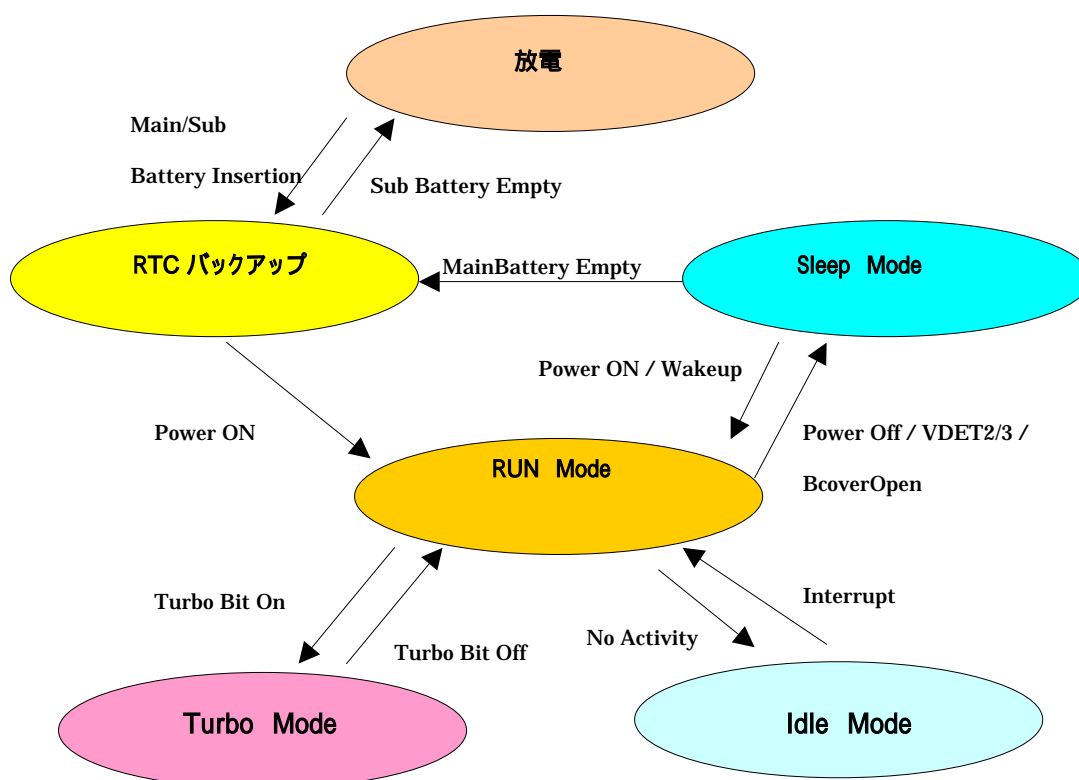 放電
Main/Sub
Battery Insertion
Sub Battery Empty
RTC バックアップ
MainBattery Empty
Sleep Mode
Power ON / Wakeup
Power ON
Power Off / VDET2/3 /
BcoverOpen
RUN Mode
Turbo Bit On
Turbo Bit Off
No Activity
Interrupt
Turbo Mode
Idle Mode